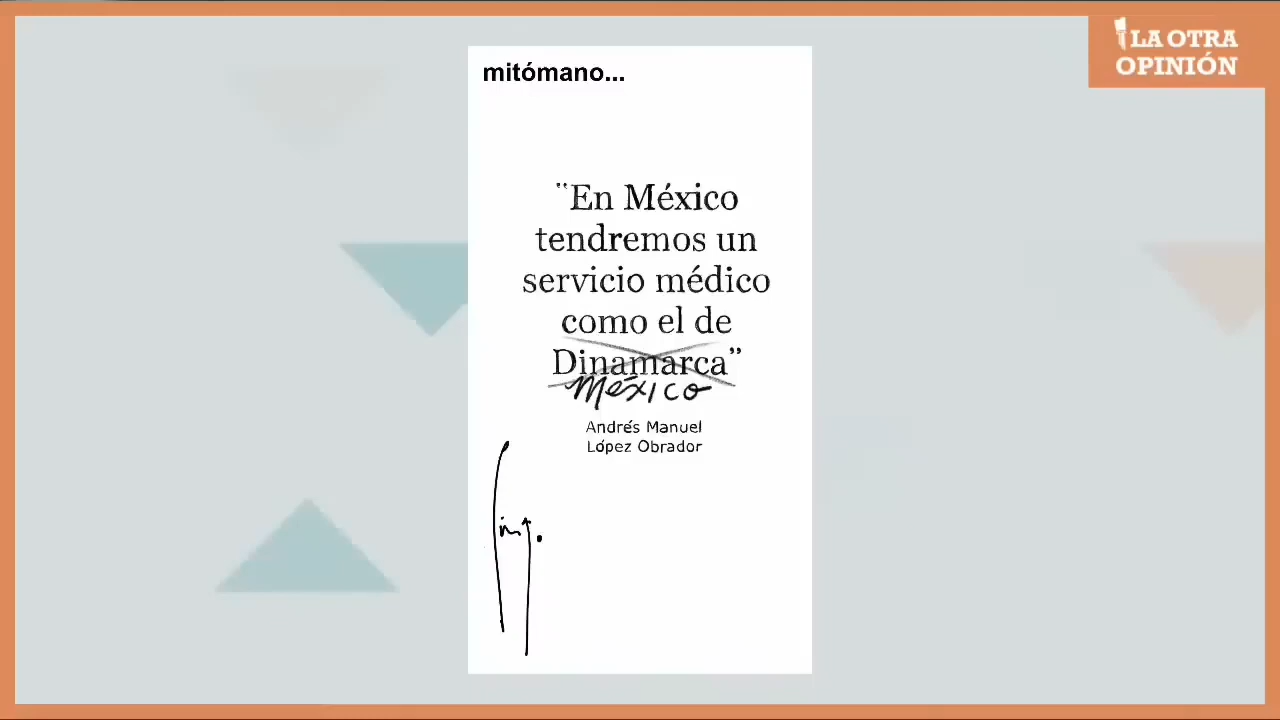 LA OTRA
OPINIÓN
mitómano...
¨En México
tendremos un
servicio médico
como el de
Dinamarca”
México
Andrés Manuel
López Obrador